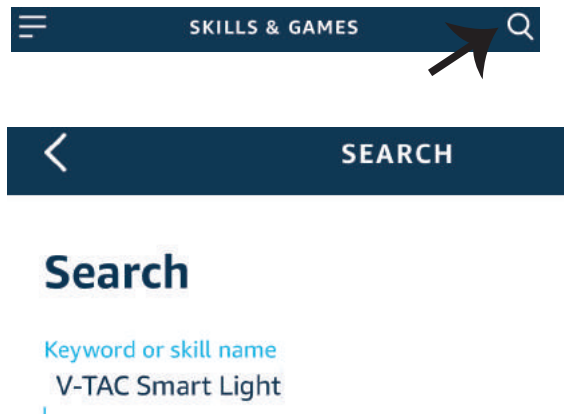 SKILLS & GAMES
SEARCH
Search
Keyword or skill name
V-TAC Smart Light